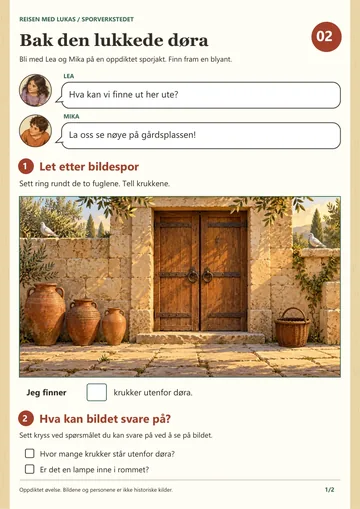 REISEN MED LUKAS / SPORVERKSTEDET
Bak den lukkede døra
02
Bli med Lea og Mika på en oppdiktet sporjakt. Finn fram en blyant.
LEA
Hva kan vi finne ut her ute?
MIKA
La oss se nøye på gårdsplassen!
1 Let etter bildespor
Sett ring rundt de to fuglene. Tell krukkene.
Jeg finner krukker utenfor døra.
2 Hva kan bildet svare på?
Sett kryss ved spørsmålet du kan svare på ved å se på bildet.
Hvor mange krukker står utenfor døra?
Er det en lampe inne i rommet?
Oppdiktet øvelse. Bildene og personene er ikke historiske kilder.
1/2